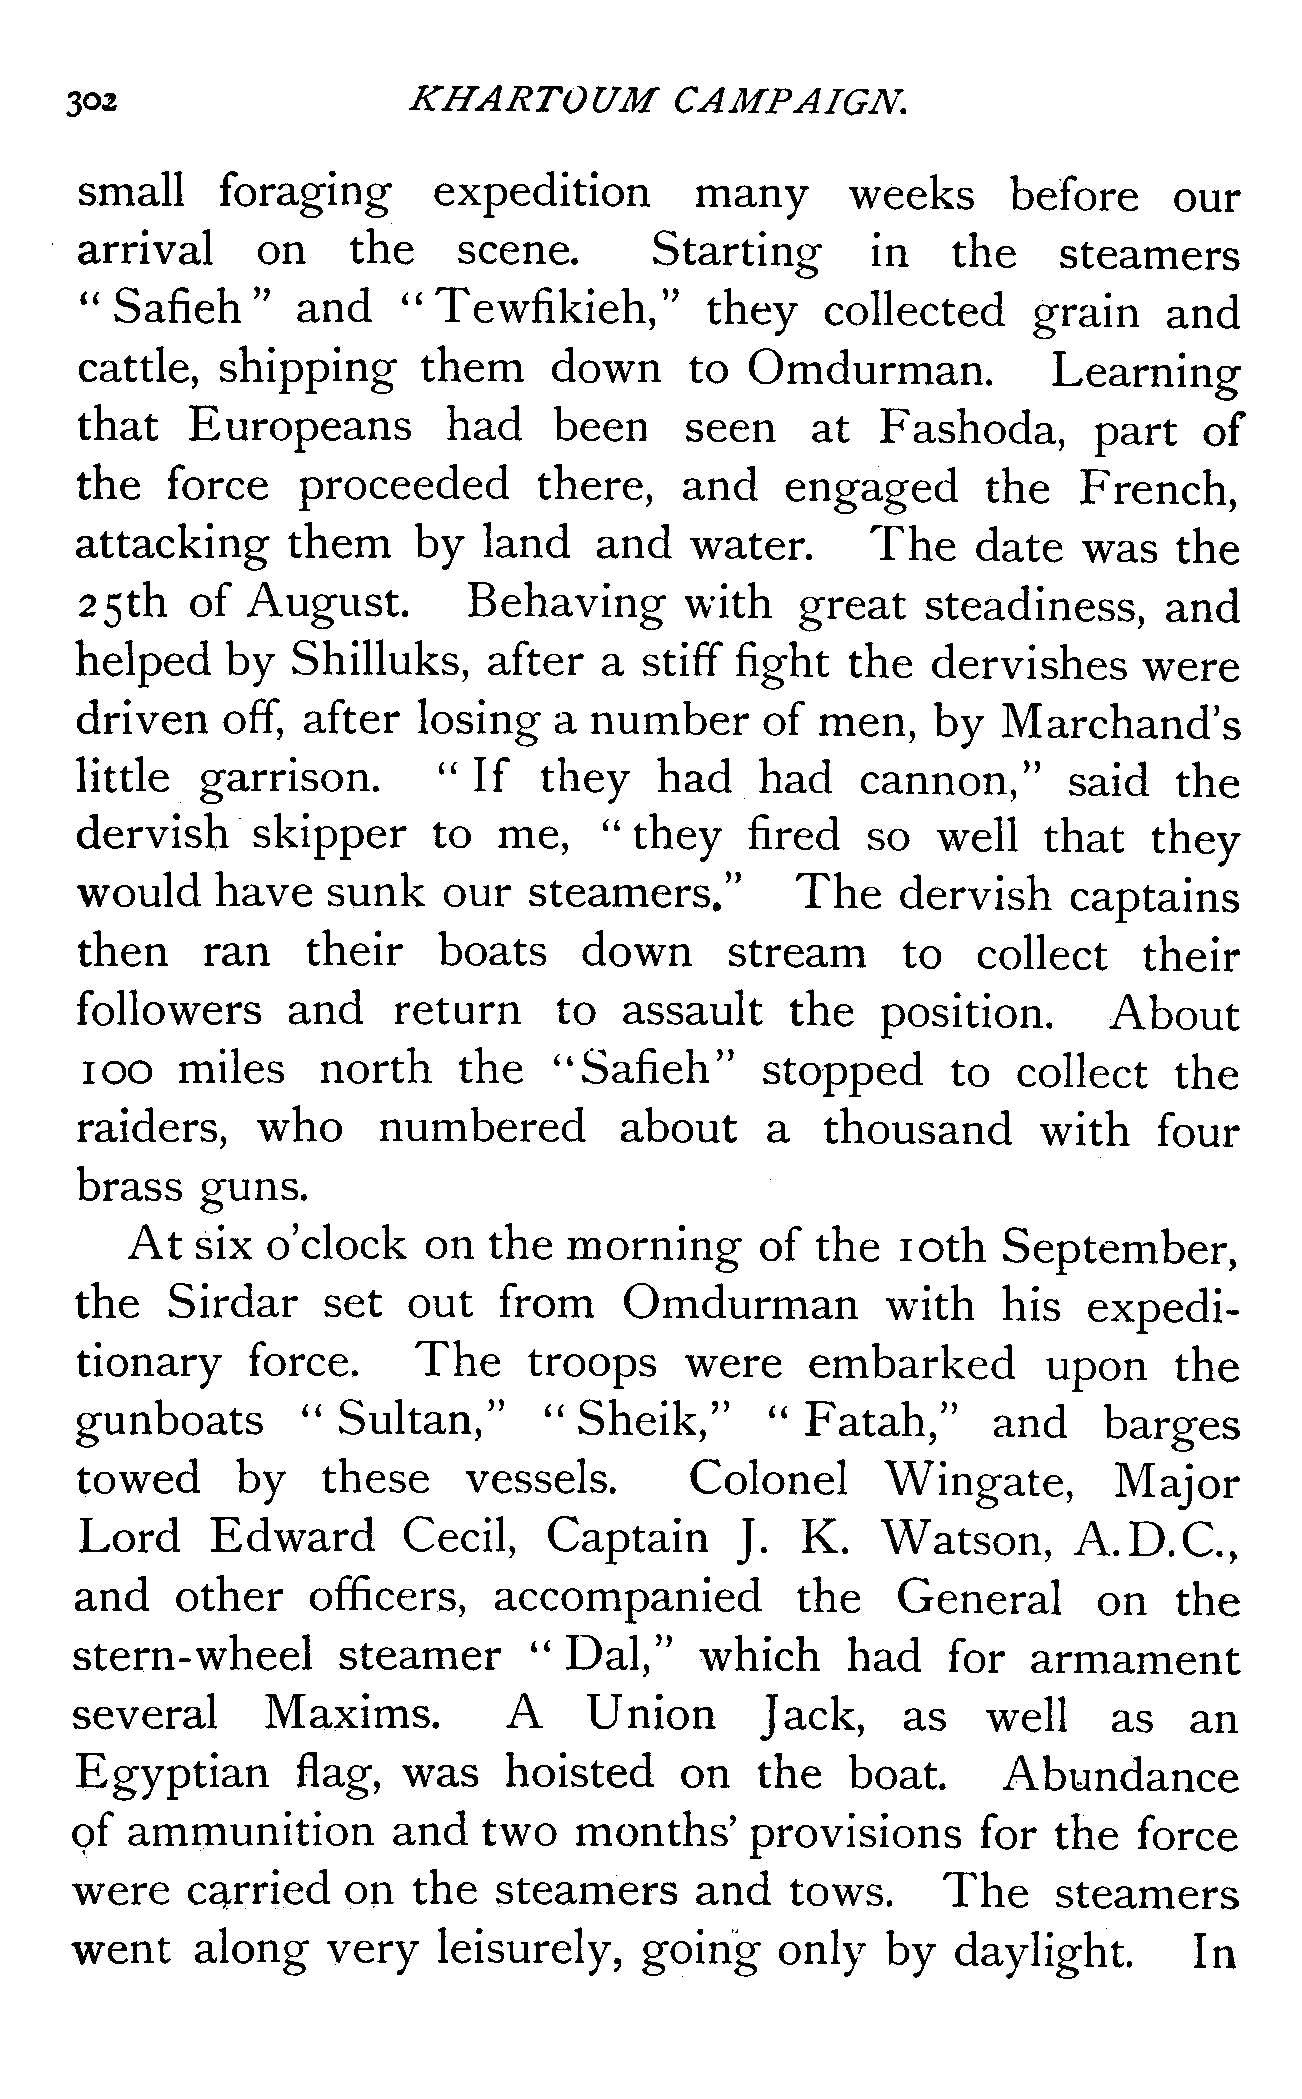 302 KHARTOUM CAMPAIGN.
small foraging expedition many weeks before our
arrival on the scene. Starting in the steamers
“ Safieh ” and “ Tewfikieh,” they collected grain and
cattle, shipping them down to Omdurman. Learning
that Europeans had been seen at Fashoda, part of
the force proceeded there, and engaged the French,
attacking them by land and water. The date was the
25th of August. Behaving with great steadiness, and
helped by Shilluks, after a stiff fight the dervishes were
driven off, after losing a number of men, by Marchand’s
little garrison. “ If they had had cannon,” said the
dervish skipper to me, “ they fired so well that they
would have sunk our steamers.” The dervish captains
then ran their boats down stream to collect their
followers and return to assault the position. About
100 miles north the “Safieh” stopped to collect the
raiders, who numbered about a thousand with four
brass guns.
At six o’clock on the morning of the 10th September,
the Sirdar set out from Omdurman with his expedi-
tionary force. The troops were embarked upon the
gunboats “ Sultan,” “ Sheik,” “ Fatah,” and barges
towed by these vessels. Colonel Wingate, Major
Lord Edward Cecil, Captain J. K. Watson, A.D.C.,
and other officers, accompanied the General on the
stern-wheel steamer “ Dal,” which had for armament
several Maxims. A Union Jack, as well as an
Egyptian flag, was hoisted on the boat. Abundance
of ammunition and two months’ provisions for the force
were carried on the steamers and tows. The steamers
went along very leisurely, going only by daylight. In